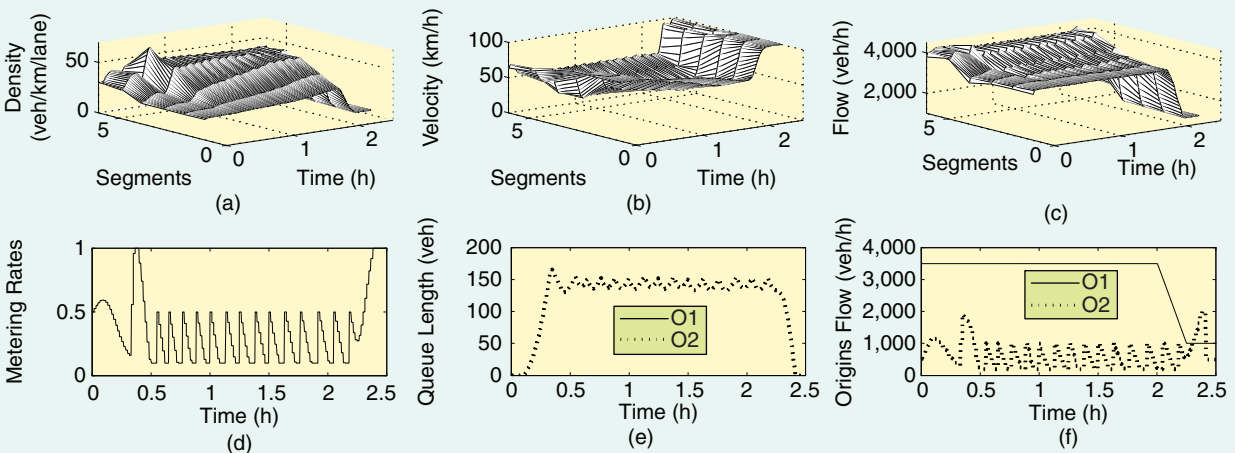 Density
(veh/km/lane)
50
0
5
0
0
1
2
Segments
Time (h)
(a)
Velocity (km/h)
100
50
0
5
0
0
1
2
Segments
Time (h)
(b)
Flow (veh/h)
4,000
2,000
5
0
0
1
2
Segments
Time (h)
(c)
Metering Rates
1
0.5
0
0
0.5
1
1.5
2
2.5
Time (h)
(d)
Queue Length (veh)
200
150
100
50
0
0
0.5
1
1.5
2
2.5
O1
O2
Time (h)
(e)
Origins Flow (veh/h)
4,000
3,000
2,000
1,000
0
0
0.5
1
1.5
2
2.5
O1
O2
Time (h)
(f)